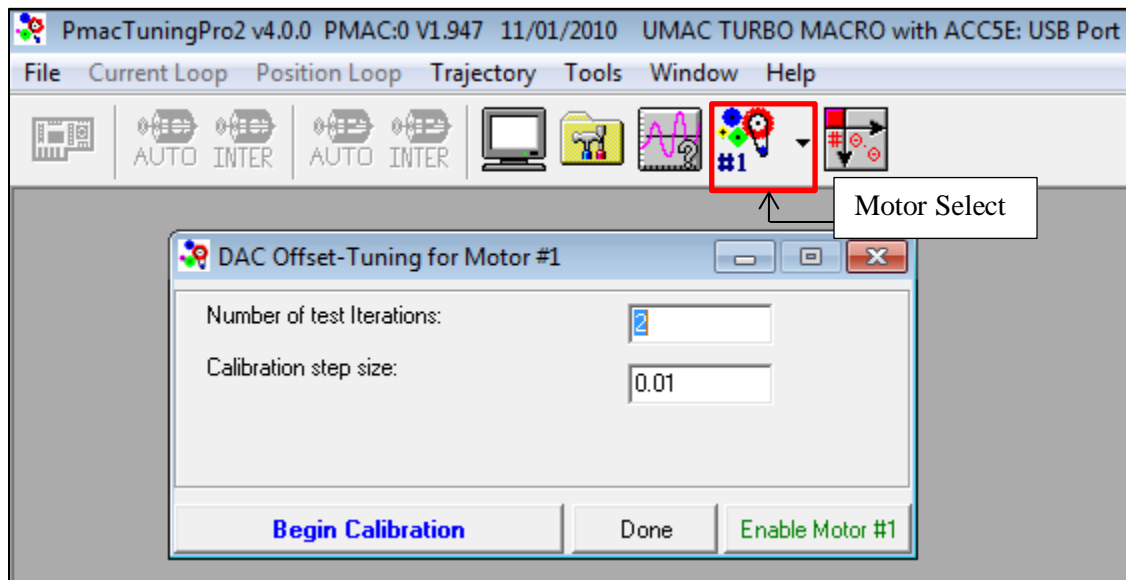 PmacTuningPro2 v4.0.0 PMAC:0 V1.947 11/01/2010 UMAC TURBO MACRO with ACC5E: USB Port
File Current Loop Position Loop Trajectory Tools Window Help
AUTO INTER AUTO INTER ? #1 #
Motor Select
DAC Offset-Tuning for Motor #1
Number of test Iterations: 2
Calibration step size: 0.01
Begin Calibration Done Enable Motor #1